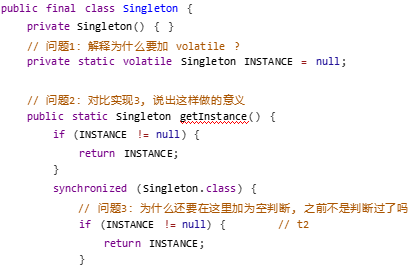 public final class Singleton {
private Singleton() { }
// 问题1: 解释为什么要加 volatile ?
private static volatile Singleton INSTANCE = null;
// 问题2: 对比实现3, 说出这样做的意义
public static Singleton getInstance() {
if (INSTANCE != null) {
return INSTANCE;
}
synchronized (Singleton.class) {
// 问题3: 为什么还要在这里加为空判断, 之前不是判断过了吗
if (INSTANCE != null) { // t2
return INSTANCE;
}